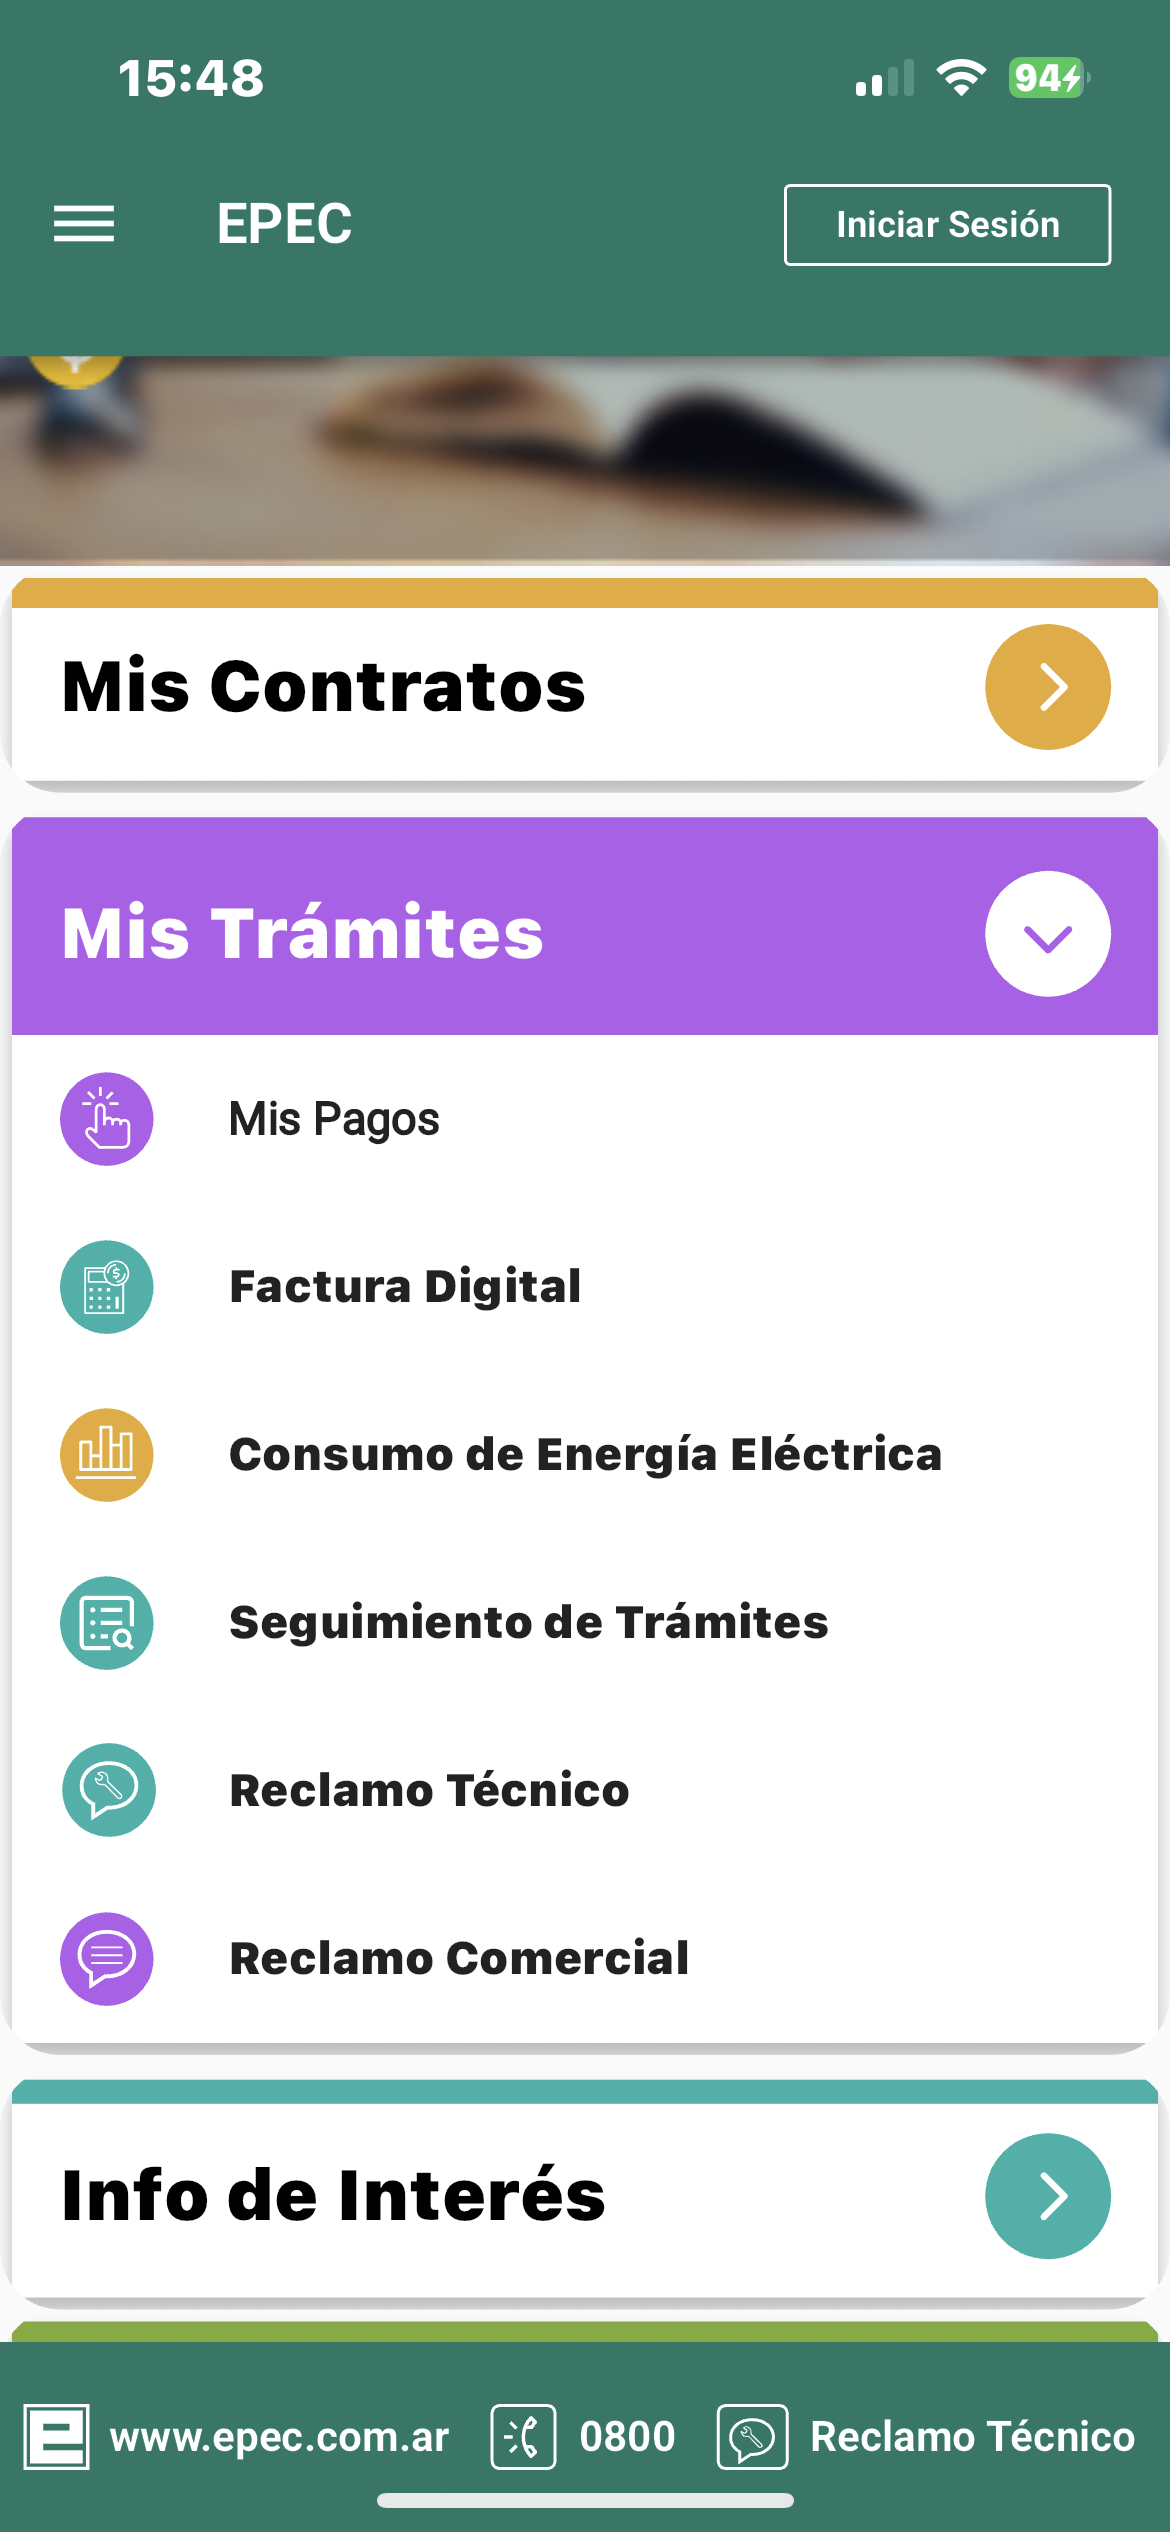 15:48
94
EPEC
Iniciar Sesión
Mis Contratos
Mis Trámites
Mis Pagos
Factura Digital
Consumo de Energía Eléctrica
Seguimiento de Trámites
Reclamo Técnico
Reclamo Comercial
Info de Interés
www.epec.com.ar
0800
Reclamo Técnico